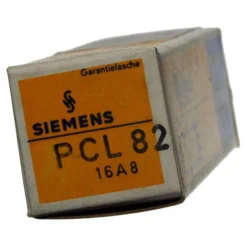 Garantielasche
SIEMENS
PCL 82
16A8